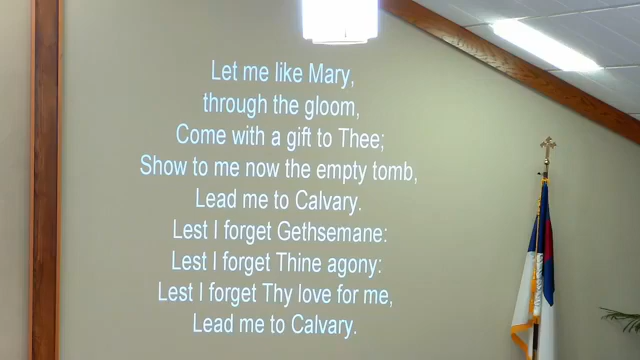 Let me like Mary,
through the gloom,
Come with a gift to Thee;
Show to me now the empty tomb,
Lead me to Calvary.
Lest I forget Gethsemane:
Lest I forget Thine agony:
Lest I forget Thy love for me,
Lead me to Calvary.